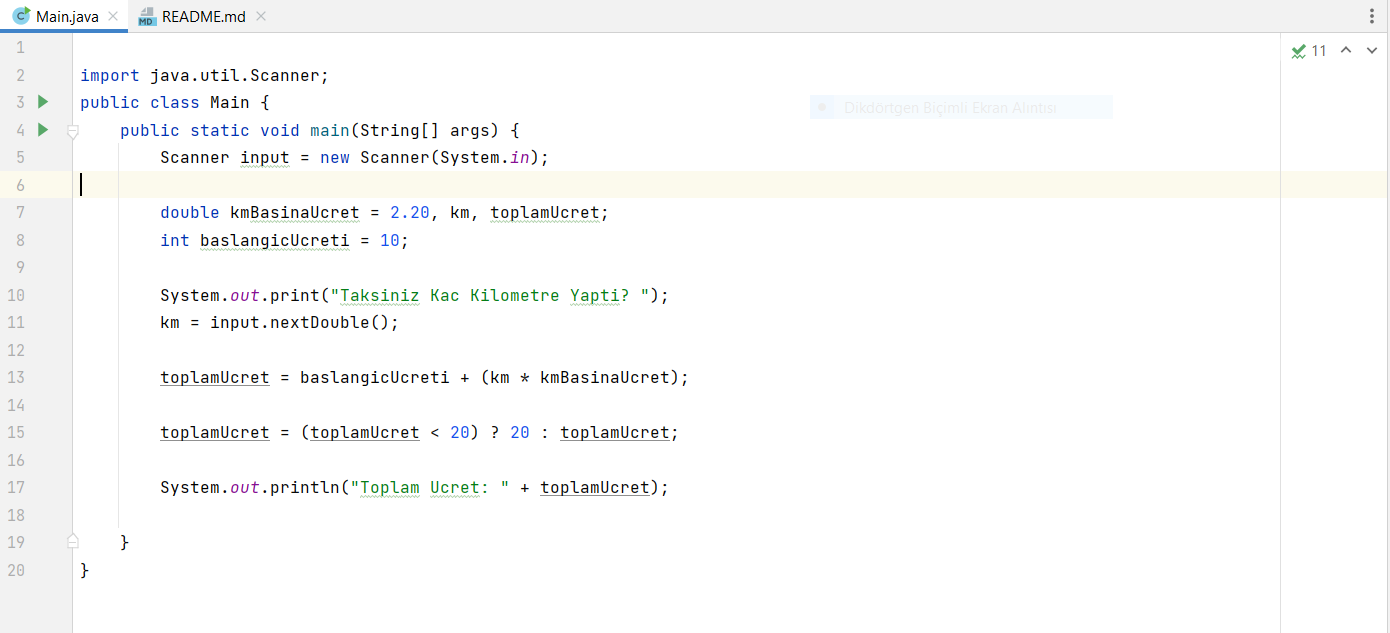 Main.java
README.md
11
1
2 import java.util.Scanner;
3 public class Main {
4 public static void main(String[] args) {
5 Scanner input = new Scanner(System.in);
6
7 double kmBasinaUcret = 2.20, km, toplamUcret;
8 int baslangicUcreti = 10;
9
10 System.out.print("Taksiniz Kac Kilometre Yapti? ");
11 km = input.nextDouble();
12
13 toplamUcret = baslangicUcreti + (km * kmBasinaUcret);
14
15 toplamUcret = (toplamUcret < 20) ? 20 : toplamUcret;
16
17 System.out.println("Toplam Ucret: " + toplamUcret);
18
19 }
20 }
Dikdörtgen Biçimli Ekran Alıntısı